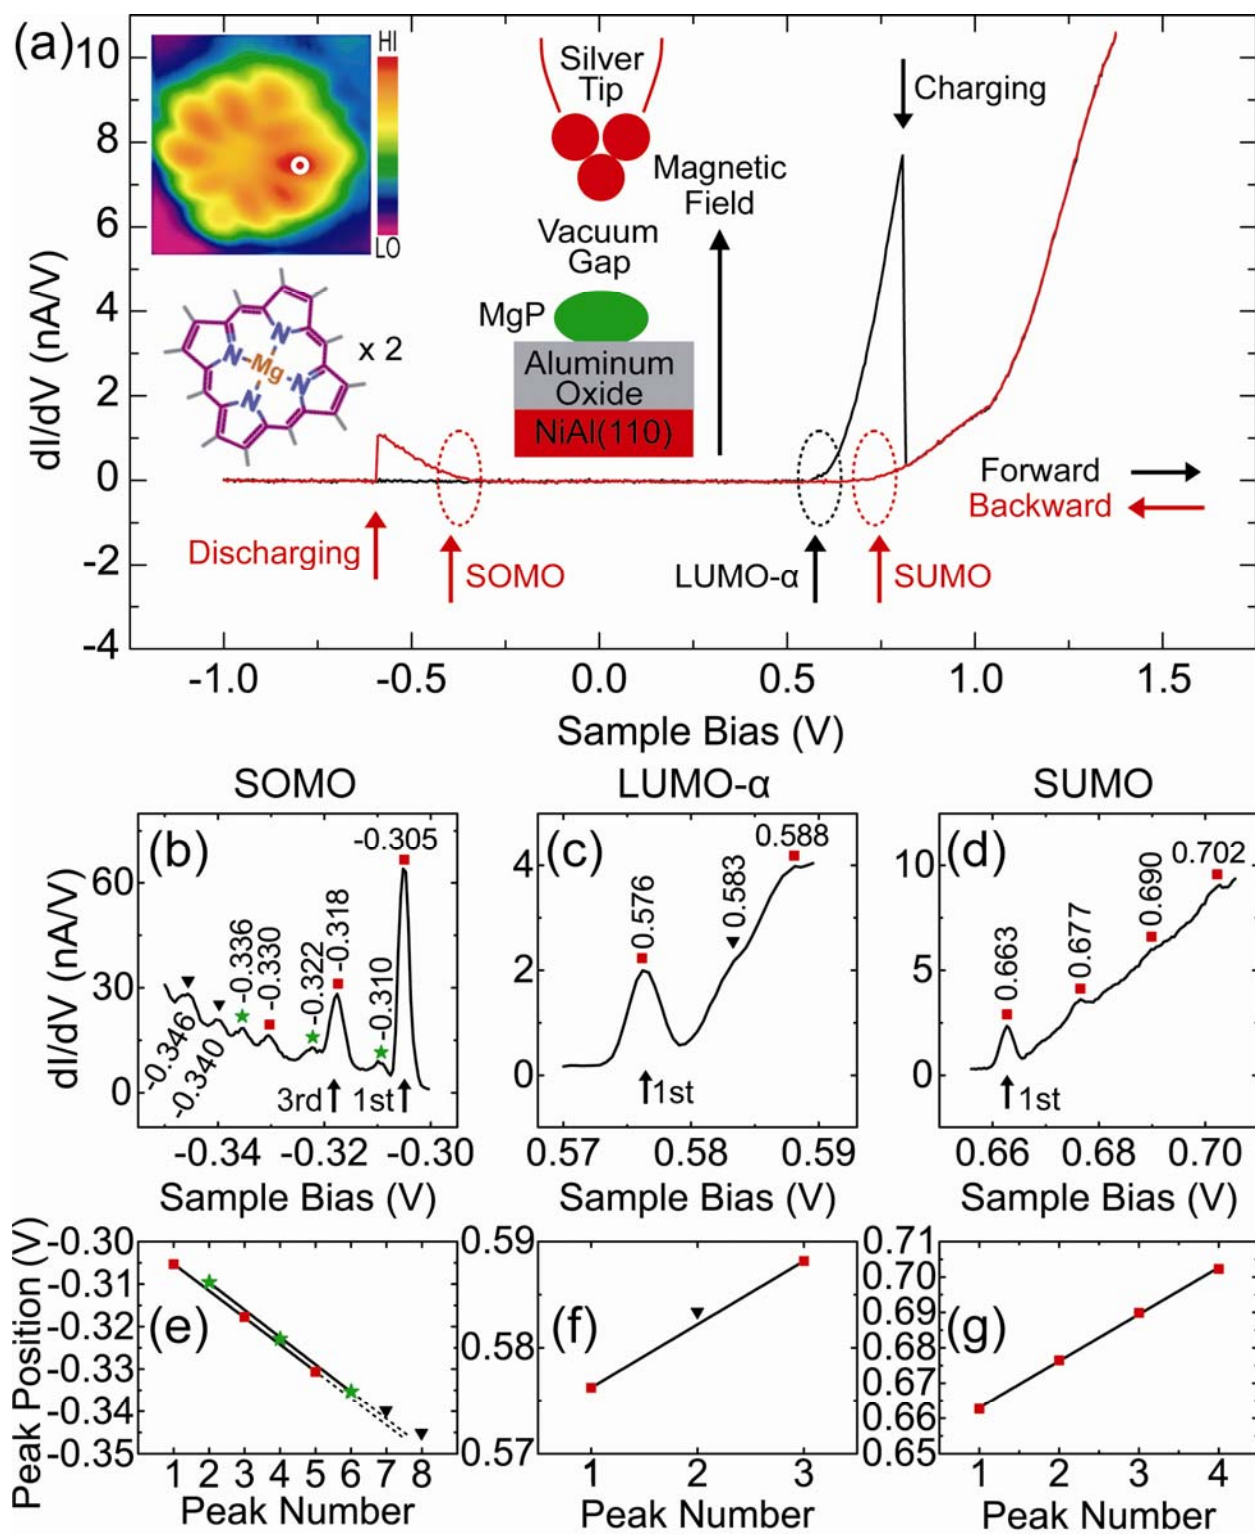 (a)
HI
LO
Silver
Tip
Vacuum
Gap
Magnetic
Field
MgP
Aluminum
Oxide
NiAl(110)
N
N
Mg
N
N
x 2
Charging
Forward
Backward
Discharging
SOMO
LUMO-α
SUMO
10
8
6
4
2
0
-2
-4
dI/dV (nA/V)
-1.0 -0.5 0.0 0.5 1.0 1.5
Sample Bias (V)
SOMO
(b)
-0.305
-0.318
-0.310
-0.322
-0.330
-0.336
-0.340
-0.346
3rd
1st
60
30
0
dI/dV (nA/V)
-0.34 -0.32 -0.30
Sample Bias (V)
LUMO-α
(c)
0.576
0.583
0.588
1st
4
2
0
0.57 0.58 0.59
Sample Bias (V)
SUMO
(d)
0.663
0.677
0.690
0.702
1st
10
5
0
0.66 0.68 0.70
Sample Bias (V)
(e)
-0.30
-0.31
-0.32
-0.33
-0.34
-0.35
Peak Position (V)
1 2 3 4 5 6 7 8
Peak Number
(f)
0.59
0.58
0.57
1 2 3
Peak Number
(g)
0.71
0.70
0.69
0.68
0.67
0.66
0.65
1 2 3 4
Peak Number